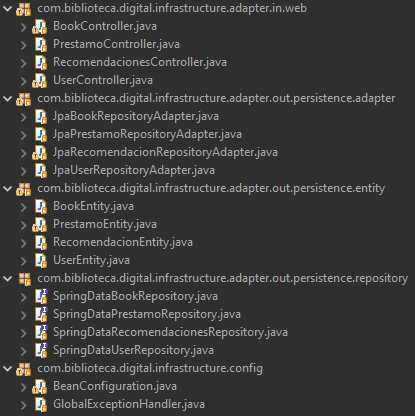 com.biblioteca.digital.infrastructure.adapter.in.web
BookController.java
PrestamoController.java
RecomendacionesController.java
UserController.java
com.biblioteca.digital.infrastructure.adapter.out.persistence.adapter
JpaBookRepositoryAdapter.java
JpaPrestamoRepositoryAdapter.java
JpaRecomendacionRepositoryAdapter.java
JpaUserRepositoryAdapter.java
com.biblioteca.digital.infrastructure.adapter.out.persistence.entity
BookEntity.java
PrestamoEntity.java
RecomendacionEntity.java
UserEntity.java
com.biblioteca.digital.infrastructure.adapter.out.persistence.repository
SpringDataBookRepository.java
SpringDataPrestamoRepository.java
SpringDataRecomendacionesRepository.java
SpringDataUserRepository.java
com.biblioteca.digital.infrastructure.config
BeanConfiguration.java
GlobalExceptionHandler.java